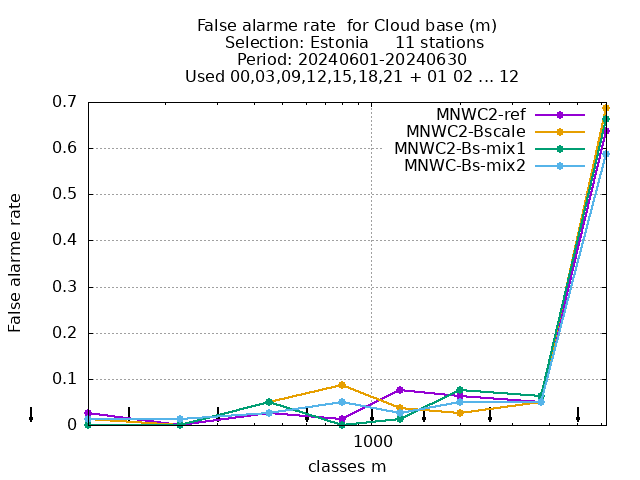 False alarme rate  for Cloud base (m)
Selection: Estonia     11 stations
Period: 20240601-20240630
Used 00,03,09,12,15,18,21 + 01 02 ... 12
MNWC2-ref
MNWC2-Bscale
MNWC2-Bs-mix1
MNWC-Bs-mix2
False alarme rate
0.7
0.6
0.5
0.4
0.3
0.2
0.1
0
1000
classes m